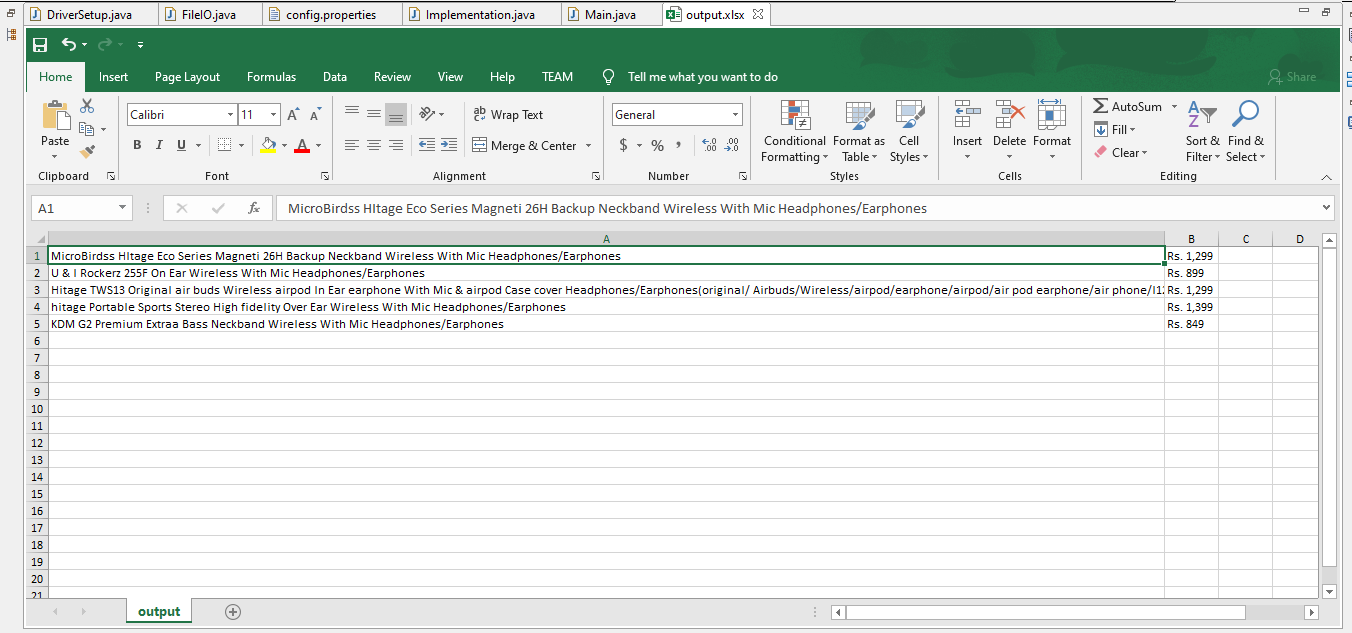 DriverSetup.java FileIO.java config.properties Implementation.java Main.java output.xlsx
Home Insert Page Layout Formulas Data Review View Help TEAM Tell me what you want to do Share
Calibri 11 General
Paste B I U Wrap Text Merge & Center $ % , .00 Conditional Formatting Format as Table Cell Styles Insert Delete Format AutoSum Fill Clear Sort & Filter Find & Select
Clipboard Font Alignment Number Styles Cells Editing
A1 fx MicroBirdss HItage Eco Series Magneti 26H Backup Neckband Wireless With Mic Headphones/Earphones
A B C D
1 MicroBirdss HItage Eco Series Magneti 26H Backup Neckband Wireless With Mic Headphones/Earphones Rs. 1,299
2 U & I Rockerz 255F On Ear Wireless With Mic Headphones/Earphones Rs. 899
3 Hitage TWS13 Original air buds Wireless airpod In Ear earphone With Mic & airpod Case cover Headphones/Earphones(original/ Airbuds/Wireless/airpod/earphone/airpod/air pod earphone/air phone/I12 Rs. 1,299
4 hitage Portable Sports Stereo High fidelity Over Ear Wireless With Mic Headphones/Earphones Rs. 1,399
5 KDM G2 Premium Extraa Bass Neckband Wireless With Mic Headphones/Earphones Rs. 849
6
7
8
9
10
11
12
13
14
15
16
17
18
19
20
21
output